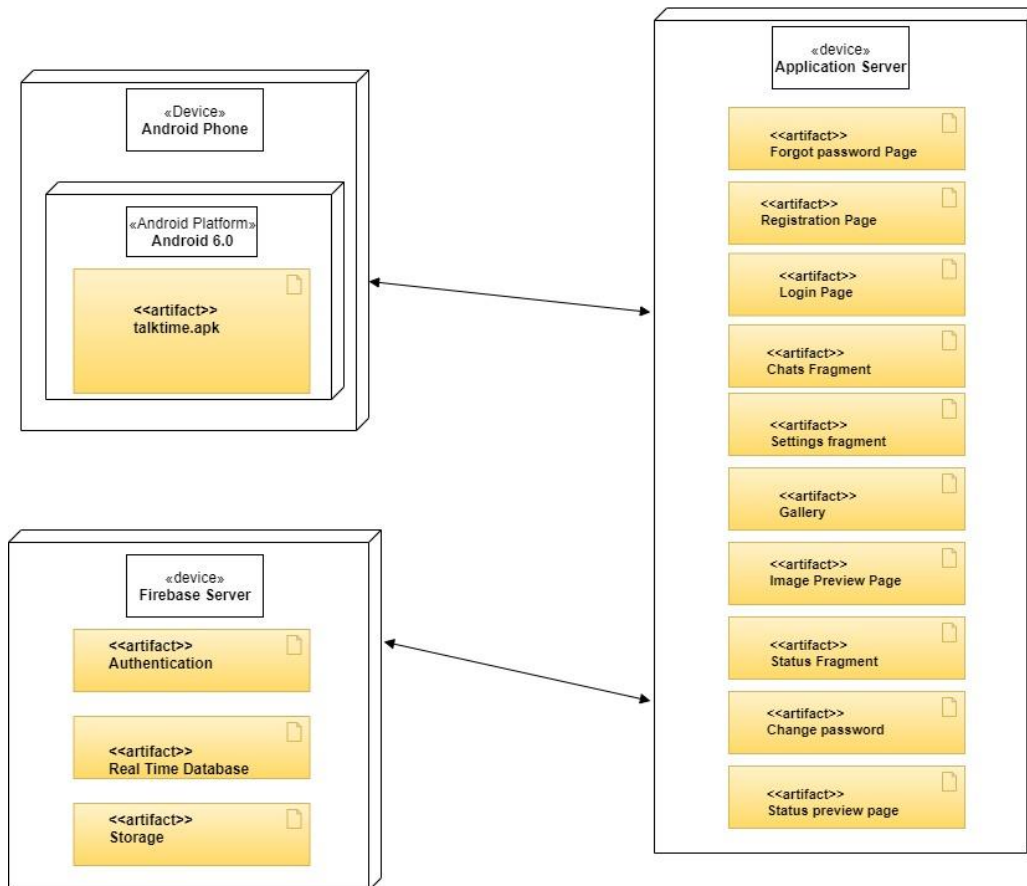 «Device»
Android Phone
«Android Platform»
Android 6.0
<<artifact>>
talktime.apk
«device»
Firebase Server
<<artifact>>
Authentication
<<artifact>>
Real Time Database
<<artifact>>
Storage
«device»
Application Server
<<artifact>>
Forgot password Page
<<artifact>>
Registration Page
<<artifact>>
Login Page
<<artifact>>
Chats Fragment
<<artifact>>
Settings fragment
<<artifact>>
Gallery
<<artifact>>
Image Preview Page
<<artifact>>
Status Fragment
<<artifact>>
Change password
<<artifact>>
Status preview page